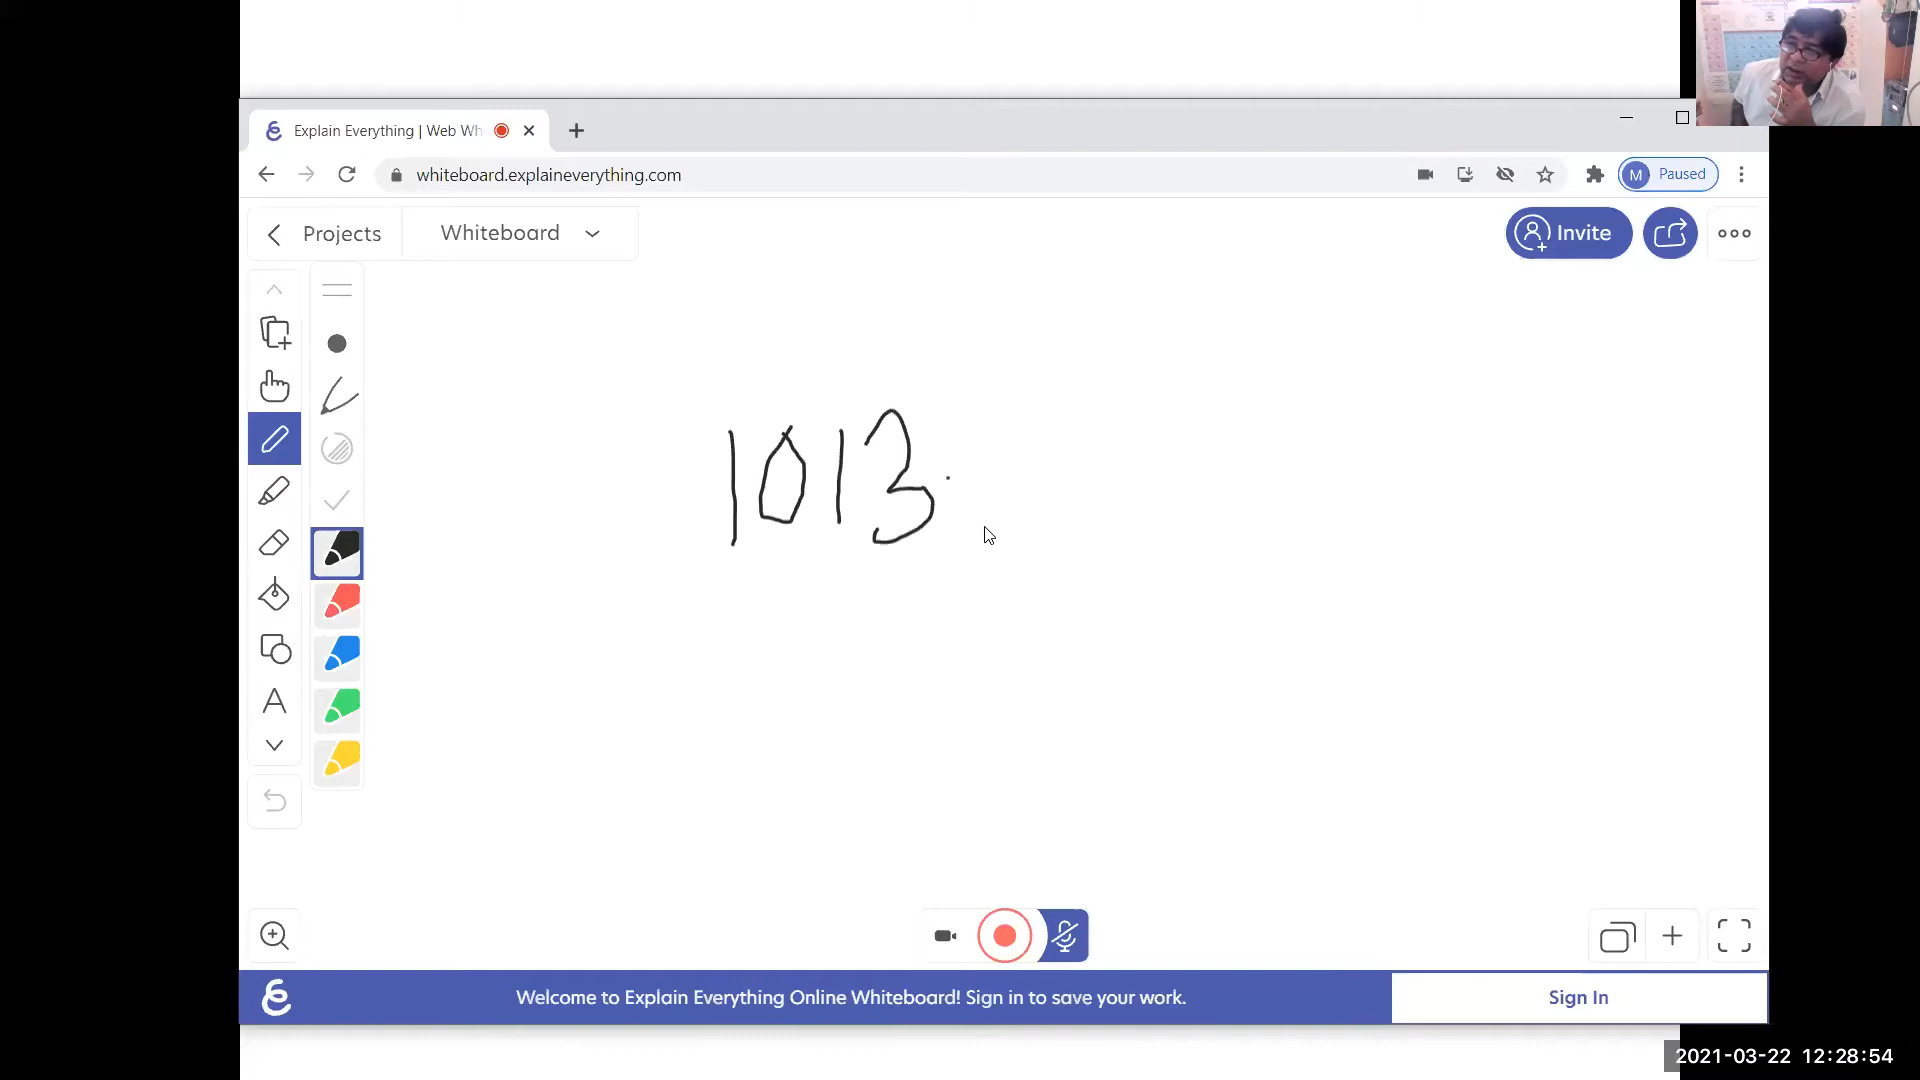 Explain Everything | Web Wh
whiteboard.explaineverything.com
M Paused
Projects
Whiteboard
Invite
A
1013.
Welcome to Explain Everything Online Whiteboard! Sign in to save your work.
Sign In
2021-03-22 12:28:54